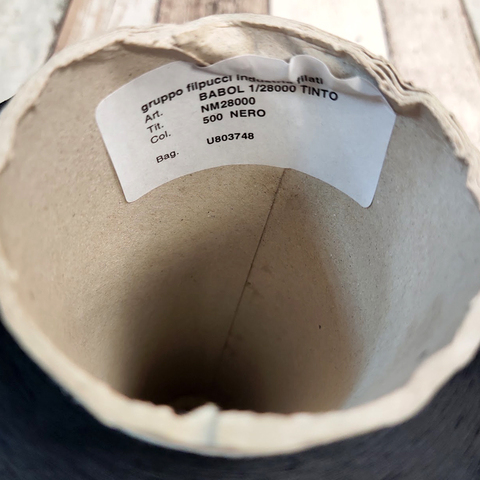 gruppo filpucci industria filati
Art. BABOL 1/28000 TINTO
Tit. NM28000
Col. 500 NERO
Bag. U803748